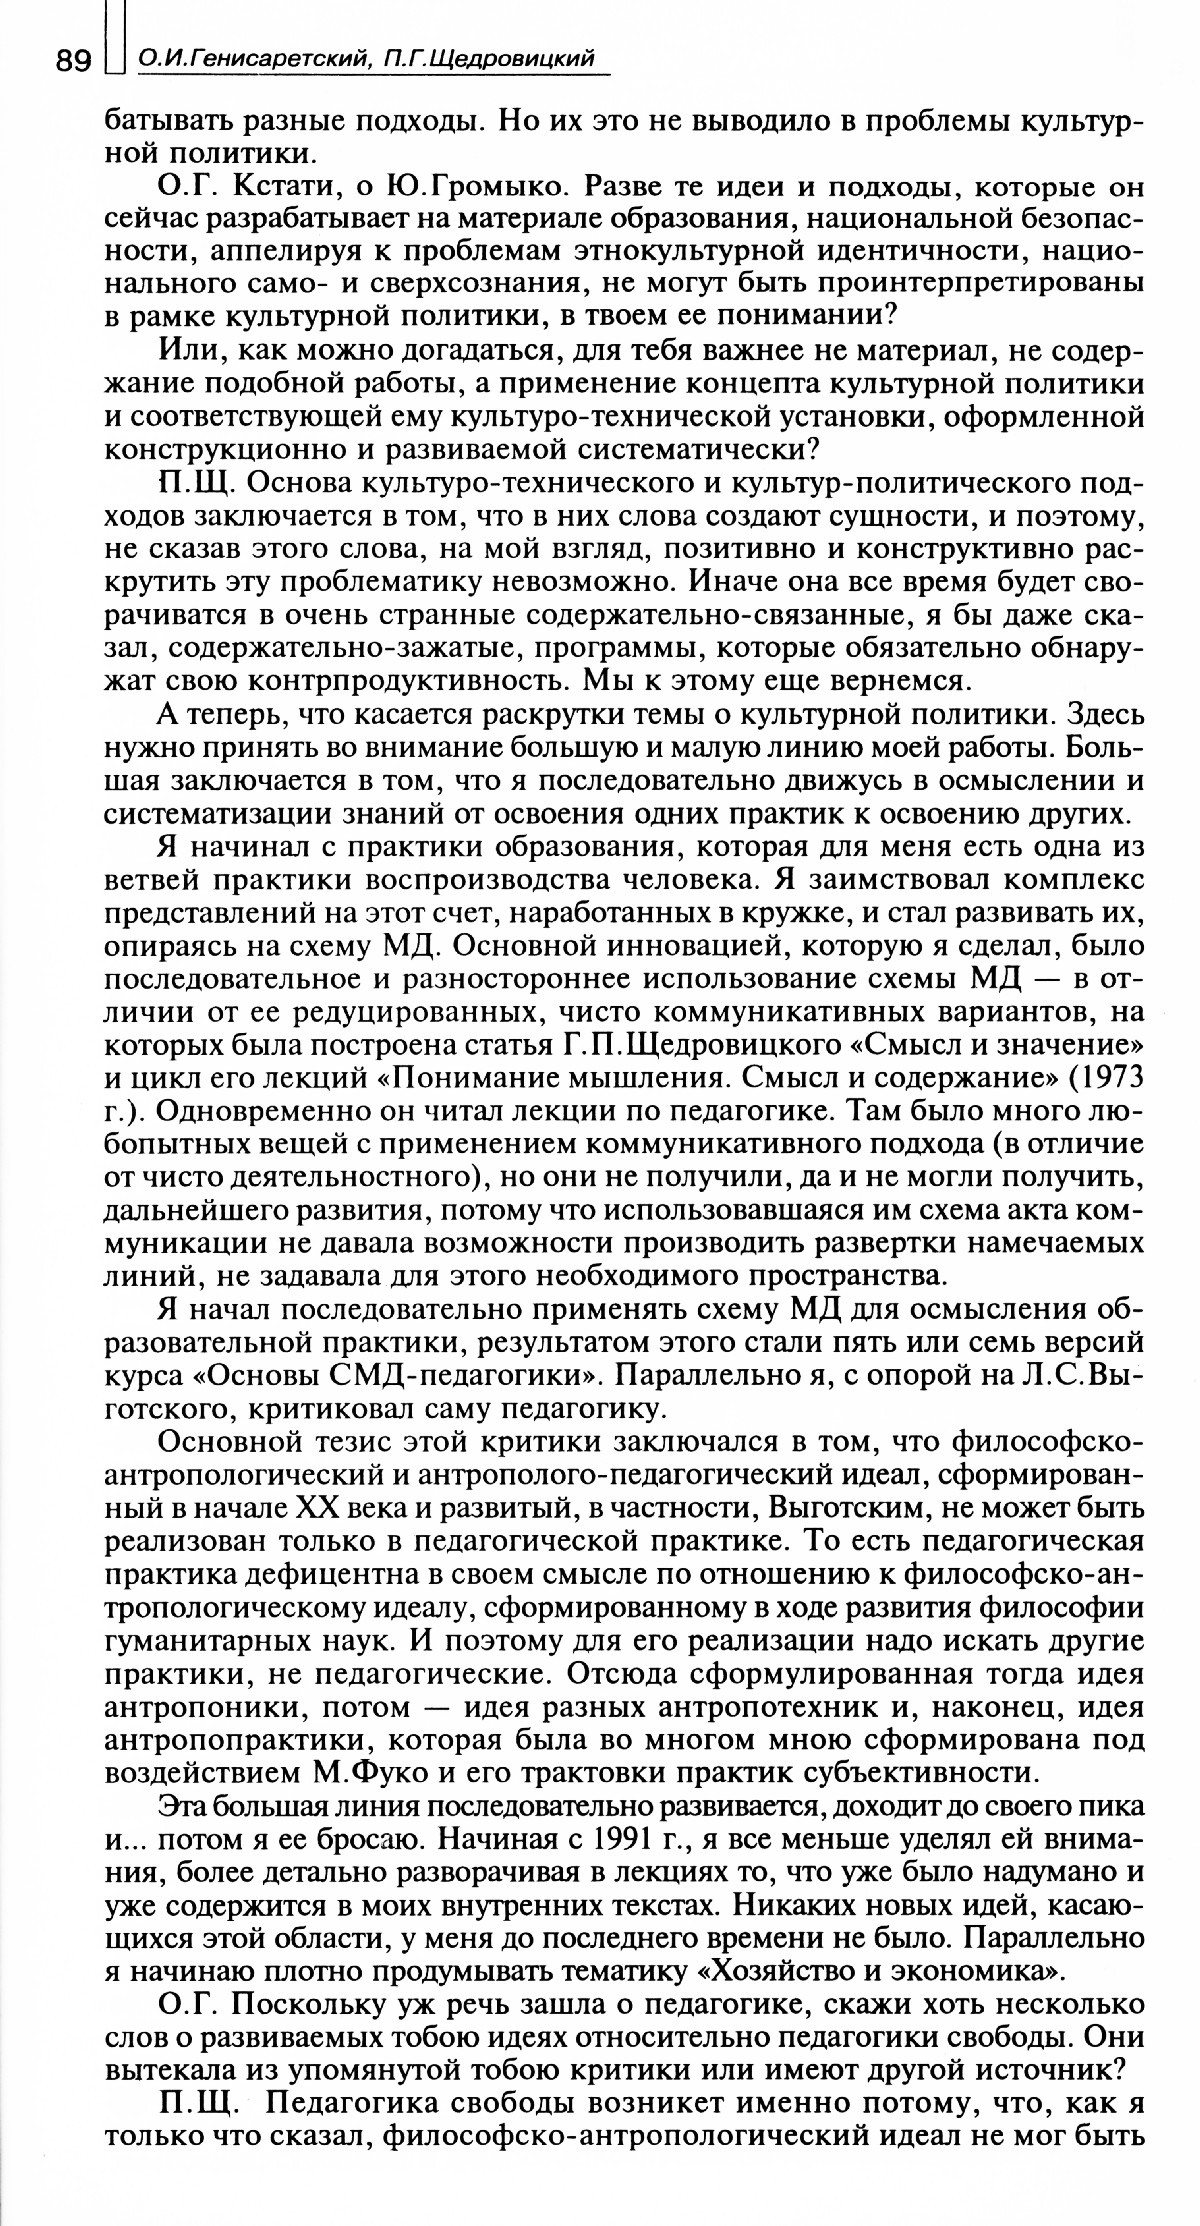 89 О.И.Генисаретский, П.Г.Щедровицкий
батывать разные подходы. Но их это не выводило в проблемы культур-
ной политики.
О.Г. Кстати, о Ю.Громыко. Разве те идеи и подходы, которые он
сейчас разрабатывает на материале образования, национальной безопас-
ности, аппелируя к проблемам этнокультурной идентичности, нацио-
нального само- и сверхсознания, не могут быть проинтерпретированы
в рамке культурной политики, в твоем ее понимании?
Или, как можно догадаться, для тебя важнее не материал, не содер-
жание подобной работы, а применение концепта культурной политики
и соответствующей ему культуро-технической установки, оформленной
конструкционно и развиваемой систематически?
П.Щ. Основа культуро-технического и культур-политического под-
ходов заключается в том, что в них слова создают сущности, и поэтому,
не сказав этого слова, на мой взгляд, позитивно и конструктивно рас-
крутить эту проблематику невозможно. Иначе она все время будет сво-
рачиватся в очень странные содержательно-связанные, я бы даже ска-
зал, содержательно-зажатые, программы, которые обязательно обнару-
жат свою контрпродуктивность. Мы к этому еще вернемся.
А теперь, что касается раскрутки темы о культурной политики. Здесь
нужно принять во внимание большую и малую линию моей работы. Боль-
шая заключается в том, что я последовательно движусь в осмыслении и
систематизации знаний от освоения одних практик к освоению других.
Я начинал с практики образования, которая для меня есть одна из
ветвей практики воспроизводства человека. Я заимствовал комплекс
представлений на этот счет, наработанных в кружке, и стал развивать их,
опираясь на схему МД. Основной инновацией, которую я сделал, было
последовательное и разностороннее использование схемы МД — в от-
личии от ее редуцированных, чисто коммуникативных вариантов, на
которых была построена статья Г.П.Щедровицкого «Смысл и значение»
и цикл его лекций «Понимание мышления. Смысл и содержание» (1973
г.). Одновременно он читал лекции по педагогике. Там было много лю-
бопытных вещей с применением коммуникативного подхода (в отличие
от чисто деятельностного), но они не получили, да и не могли получить,
дальнейшего развития, потому что использовавшаяся им схема акта ком-
муникации не давала возможности производить развертки намечаемых
линий, не задавала для этого необходимого пространства.
Я начал последовательно применять схему МД для осмысления об-
разовательной практики, результатом этого стали пять или семь версий
курса «Основы СМД-педагогики». Параллельно я, с опорой на Л.С.Вы-
готского, критиковал саму педагогику.
Основной тезис этой критики заключался в том, что философско-
антропологический и антрополого-педагогический идеал, сформирован-
ный в начале XX века и развитый, в частности, Выготским, не может быть
реализован только в педагогической практике. То есть педагогическая
практика дефицентна в своем смысле по отношению к философско-ан-
тропологическому идеалу, сформированному в ходе развития философии
гуманитарных наук. И поэтому для его реализации надо искать другие
практики, не педагогические. Отсюда сформулированная тогда идея
антропоники, потом — идея разных антропотехник и, наконец, идея
антропопрактики, которая была во многом мною сформирована под
воздействием М.Фуко и его трактовки практик субъективности.
Эта большая линия последовательно развивается, доходит до своего пика
и... потом я ее бросаю. Начиная с 1991 г., я все меньше уделял ей внима-
ния, более детально разворачивая в лекциях то, что уже было надумано и
уже содержится в моих внутренних текстах. Никаких новых идей, касаю-
щихся этой области, у меня до последнего времени не было. Параллельно
я начинаю плотно продумывать тематику «Хозяйство и экономика».
О.Г. Поскольку уж речь зашла о педагогике, скажи хоть несколько
слов о развиваемых тобою идеях относительно педагогики свободы. Они
вытекала из упомянутой тобою критики или имеют другой источник?
П.Щ. Педагогика свободы возникет именно потому, что, как я
только что сказал, философско-антропологический идеал не мог быть